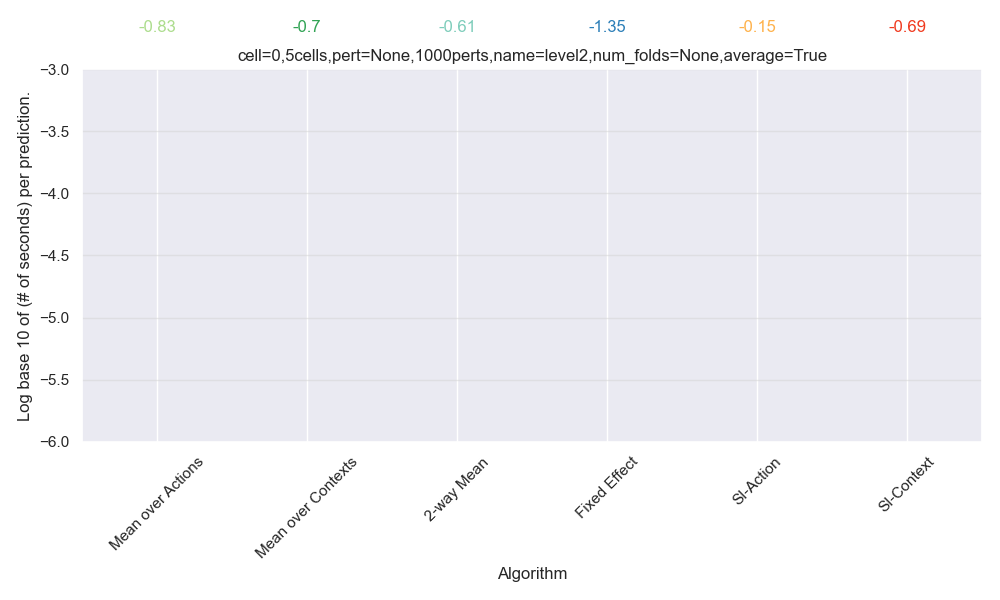 -0.83 -0.7 -0.61 -1.35 -0.15 -0.69
cell=0,5cells,pert=None,1000perts,name=level2,num_folds=None,average=True
Log base 10 of (# of seconds) per prediction.
−3.0
−3.5
−4.0
−4.5
−5.0
−5.5
−6.0
Mean over Actions
Mean over Contexts
2-way Mean
Fixed Effect
SI-Action
SI-Context
Algorithm